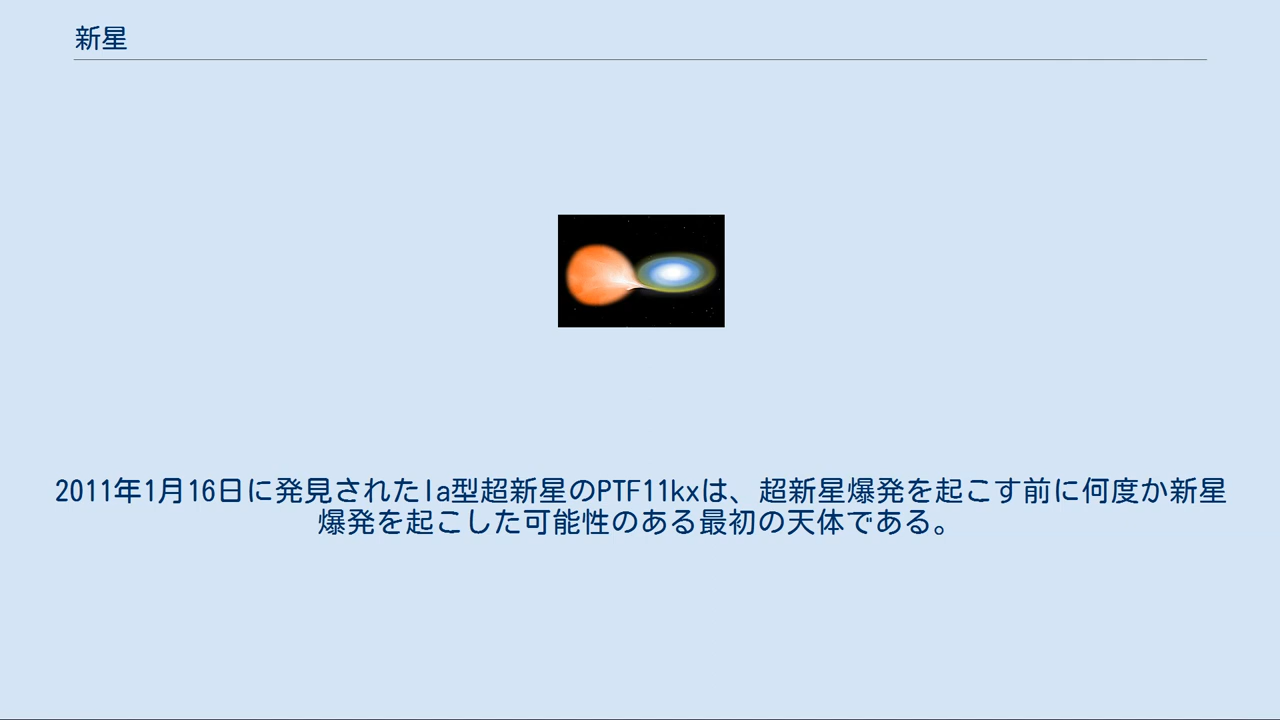 新星
2011年1月16日に発見されたIa型超新星のPTF11kxは、超新星爆発を起こす前に何度か新星
爆発を起こした可能性のある最初の天体である。